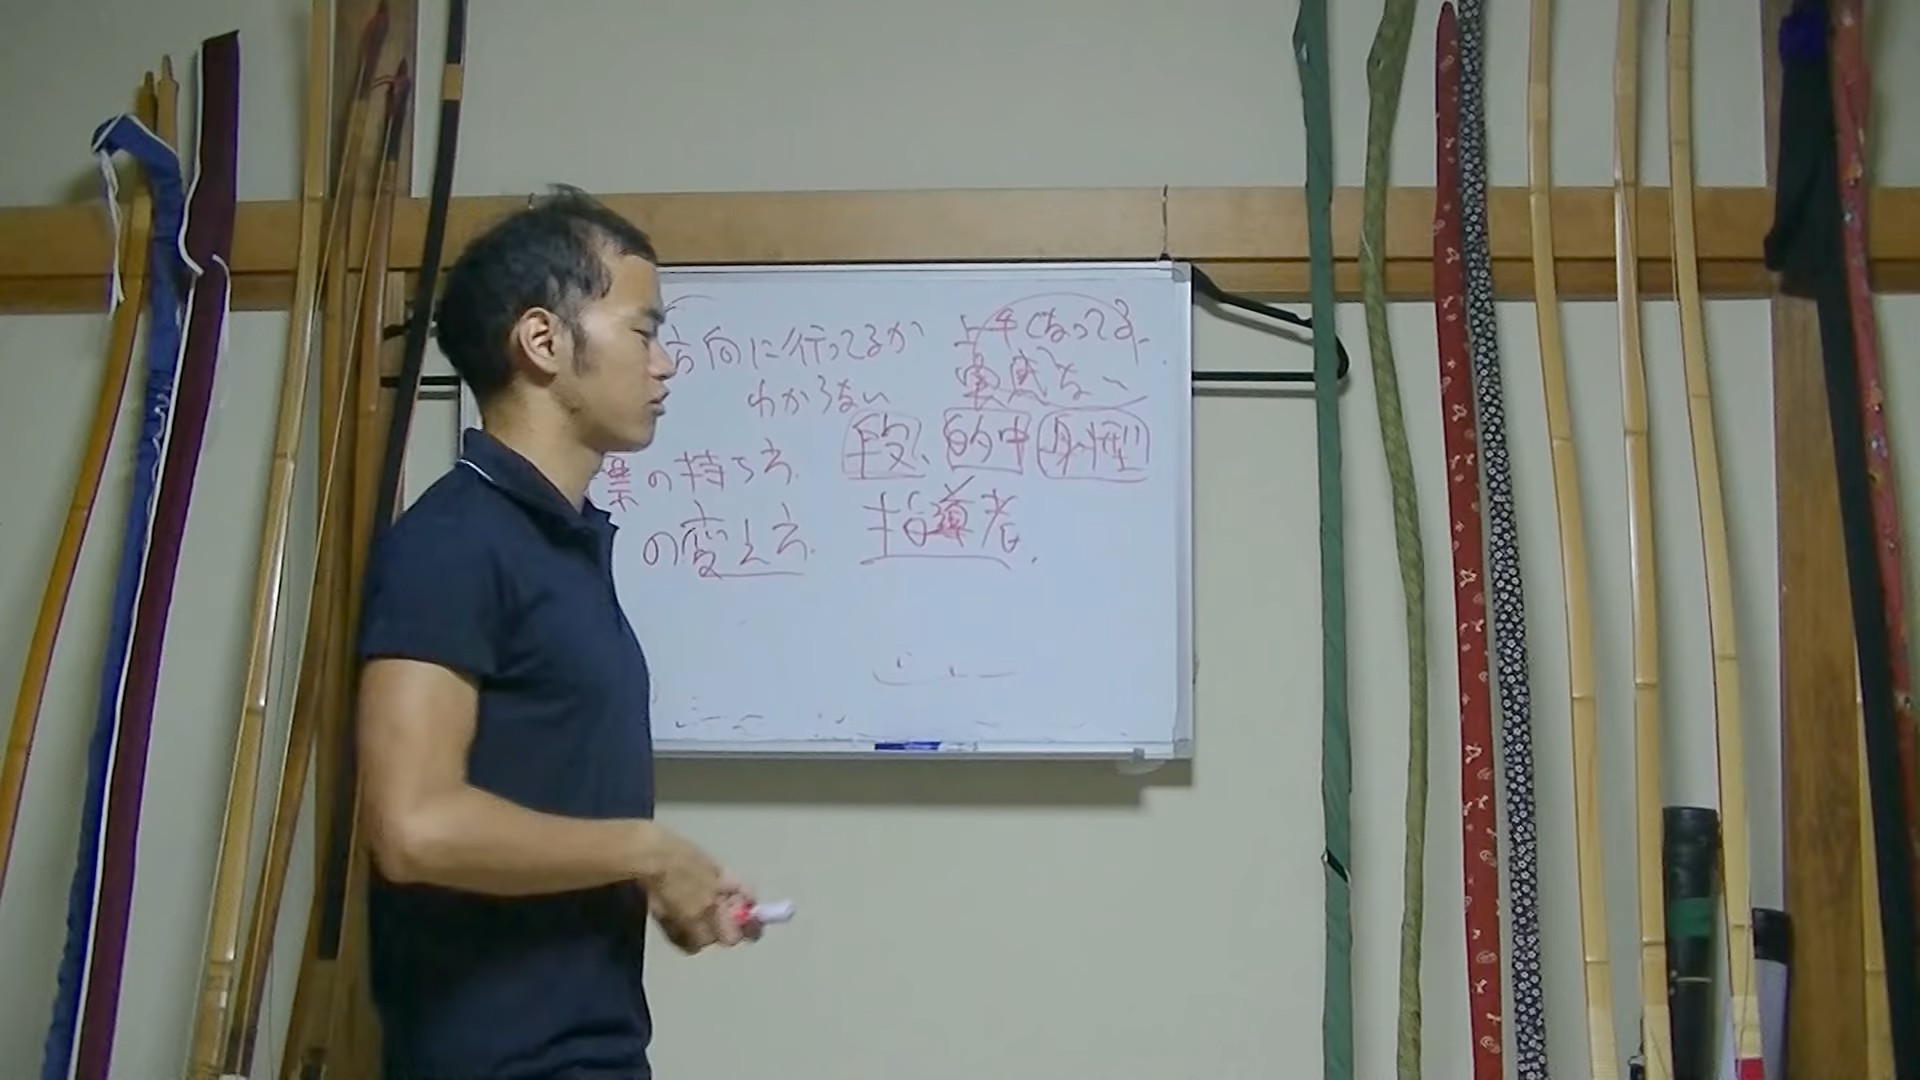 方向に行ってるか
わからない
上手くなってる
実感ない
段、的中 射型
の持ち方
の変え方
指導者